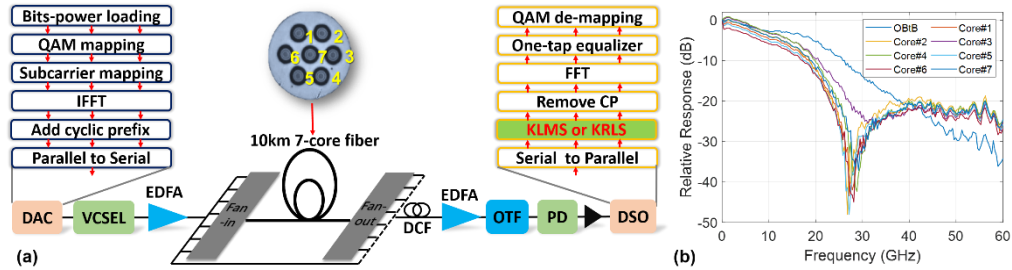 Bits-power loading
QAM mapping
Subcarrier mapping
IFFT
Add cyclic prefix
Parallel to Serial
DAC
VCSEL
EDFA
1 2
6 7 3
5 4
10km 7-core fiber
Fan
-in
Fan-
out
DCF
EDFA
OTF
PD
DSO
QAM de-mapping
One-tap equalizer
FFT
Remove CP
KLMS or KRLS
Serial to Parallel
(a)
Relative Response (dB)
0
-10
-20
-30
-40
-50
OBtB
Core#1
Core#2
Core#3
Core#4
Core#5
Core#6
Core#7
0 10 20 30 40 50 60
Frequency (GHz)
(b)